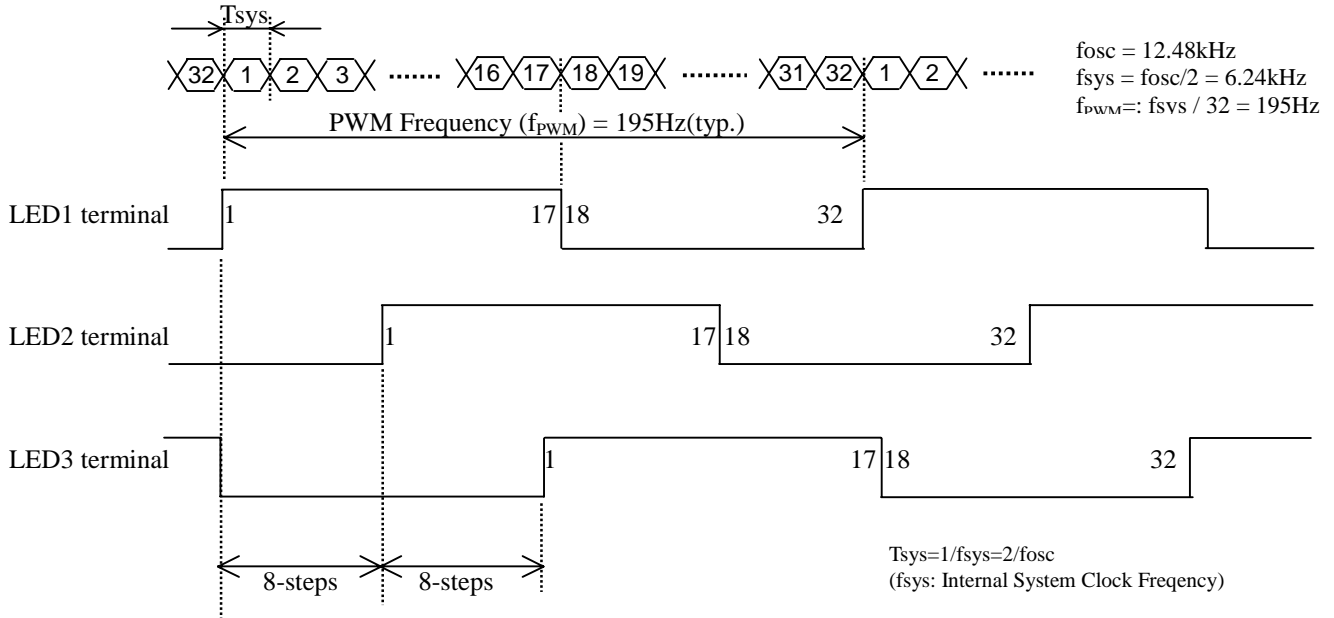 Tsys
32 1 2 3 16 17 18 19 31 32 1 2
fosc = 12.48kHz
fsys = fosc/2 = 6.24kHz
fPWM=: fsys / 32 = 195Hz
PWM Frequency (fPWM) = 195Hz(typ.)
LED1 terminal 1 17 18 32
LED2 terminal 1 17 18 32
LED3 terminal 1 17 18 32
8-steps 8-steps
Tsys=1/fsys=2/fosc
(fsys: Internal System Clock Freqency)